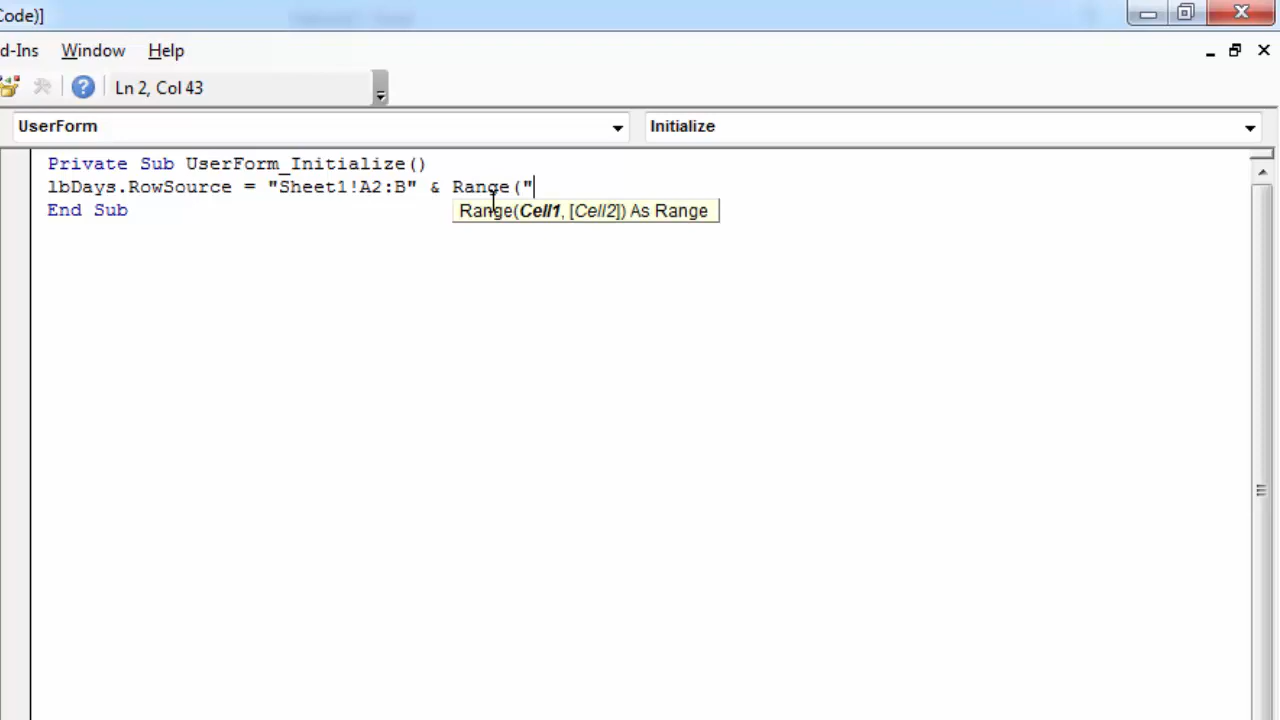 Code)]
d-Ins Window Help
Ln 2, Col 43
UserForm Initialize
Private Sub UserForm_Initialize()
lbDays.RowSource = "Sheet1!A2:B" & Range("
Range(Cell1, [Cell2]) As Range
End Sub